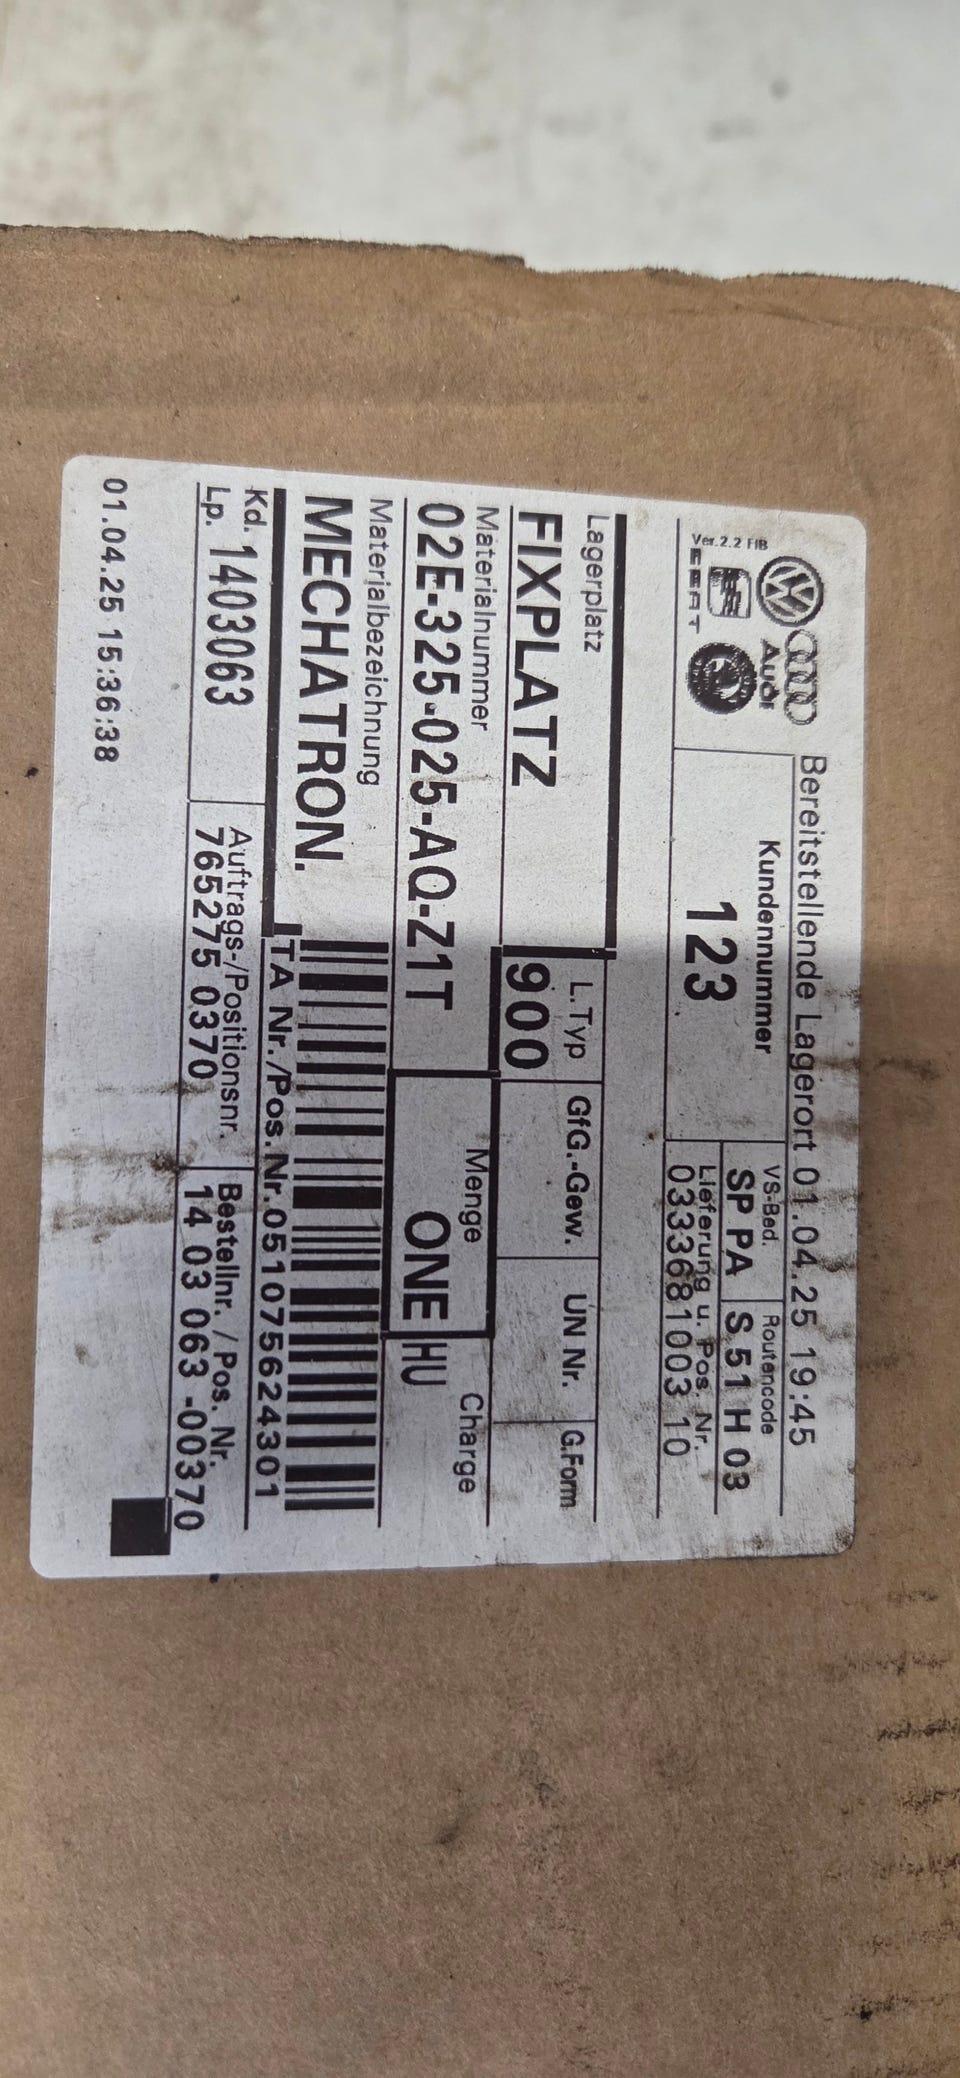 Bereitstellende Lagerort 01.04.25 19:45
Audi
SEAT
Ver.2.2 FIB
Kundennummer
123
VS-Bed.
SP PA
Routencode
S 51 H 03
Lieferung u. Pos. Nr.
0333681003 10
Lagerplatz
FIXPLATZ
L.Typ
900
GfG.-Gew.
UN Nr.
G.Form
Materialnummer
02E-325-025-AQ-Z1T
Menge
ONE
Charge
HU
Materialbezeichnung
MECHATRON.
TA Nr./Pos.Nr.051075624301
Kd. 1403063
Lp.
Auftrags-/Positionsnr.
765275 0370
Bestellnr. / Pos. Nr.
14 03 063 -00370
01.04.25 15:36:38